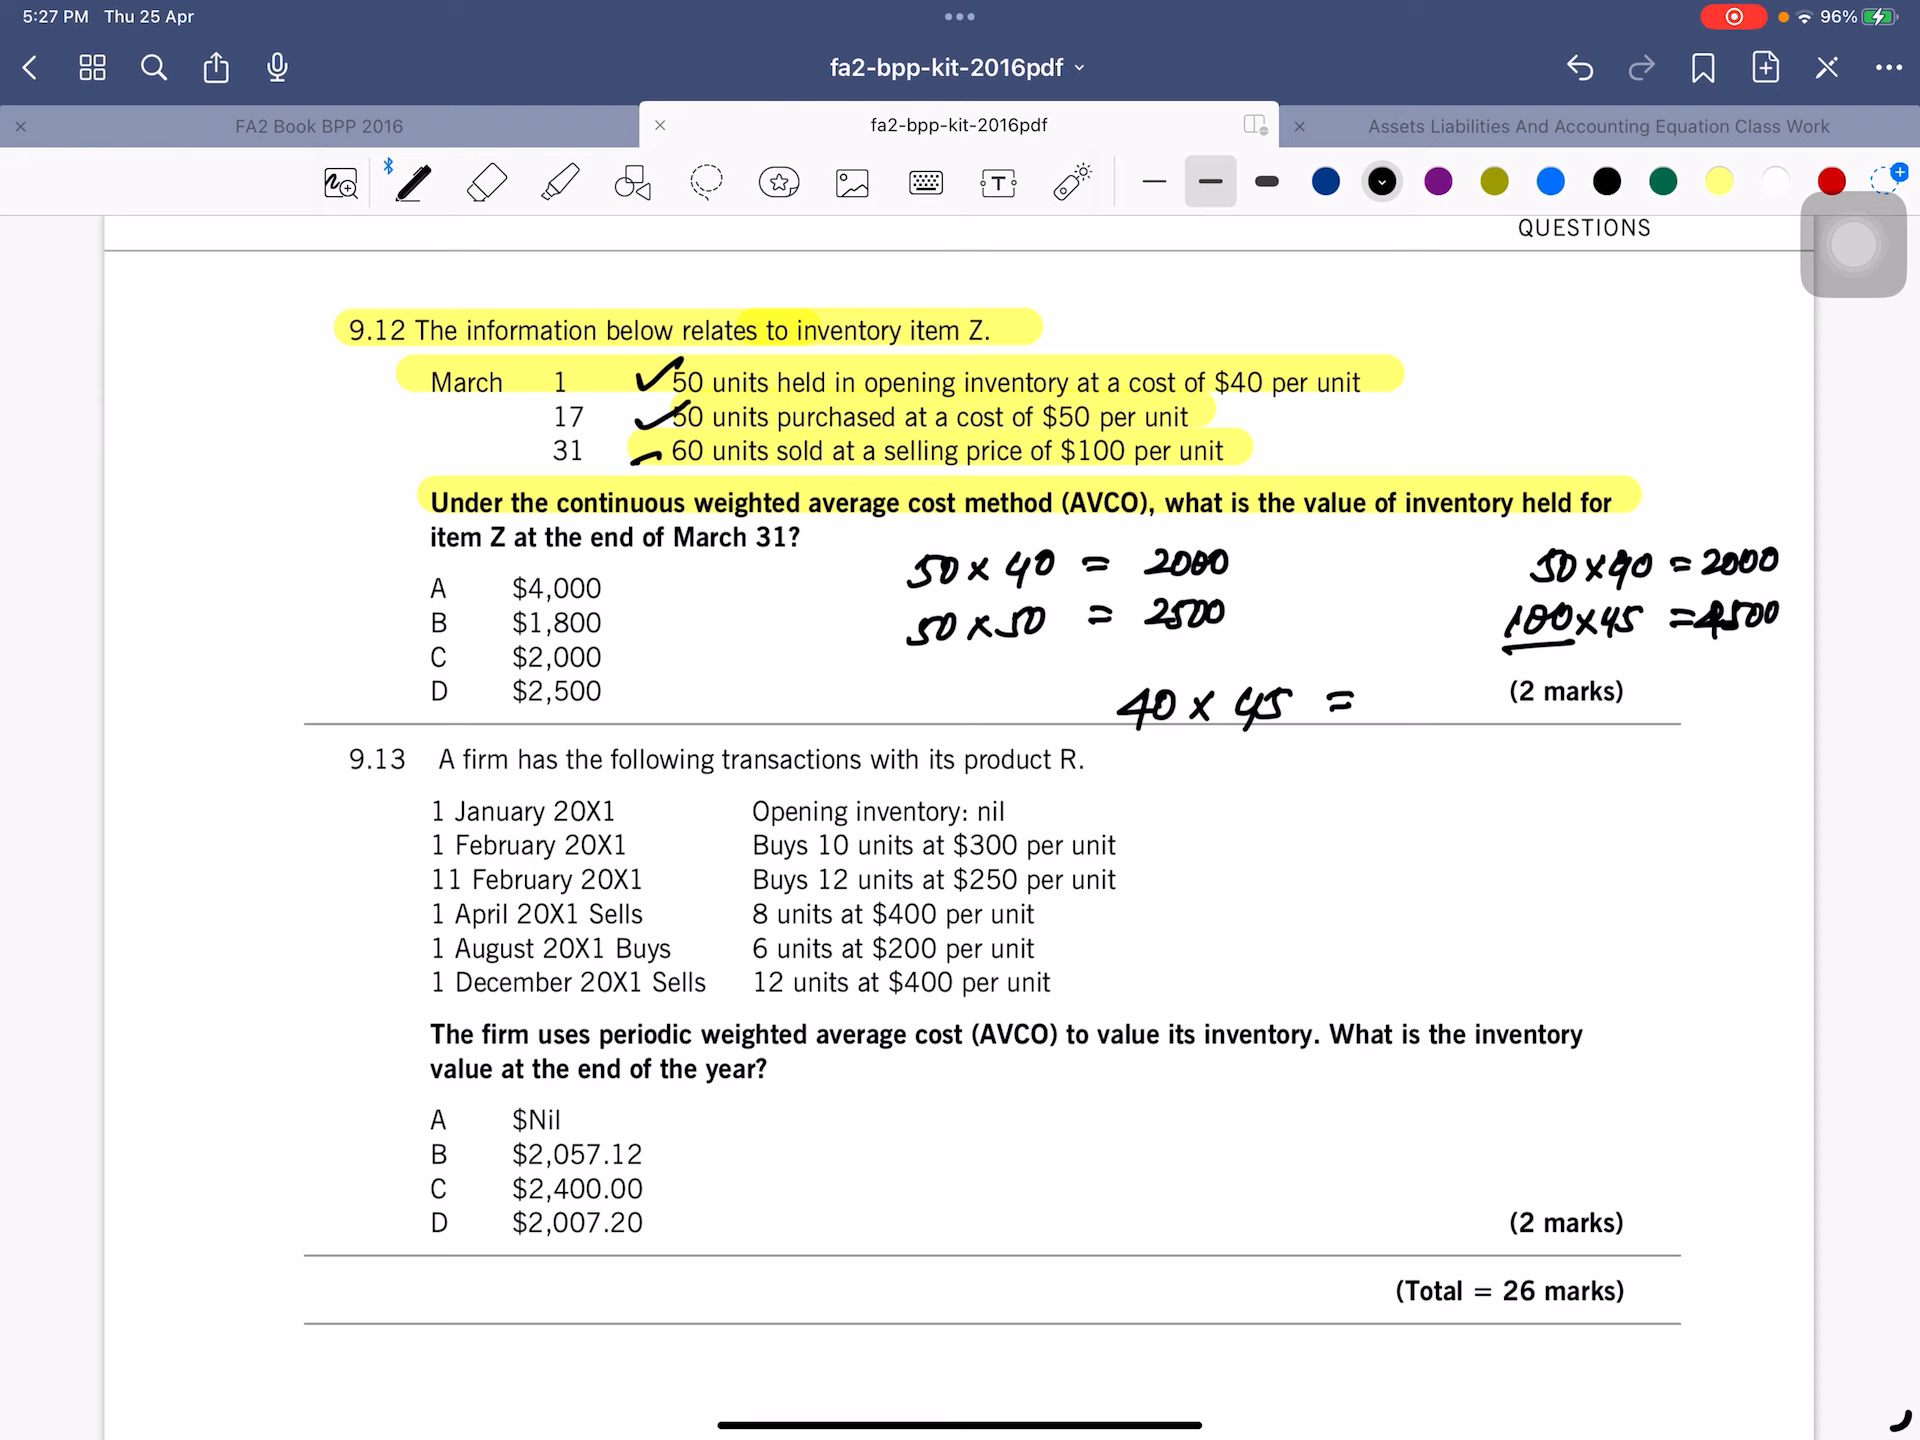 5:27 PM Thu 25 Apr
96%
fa2-bpp-kit-2016pdf
FA2 Book BPP 2016
fa2-bpp-kit-2016pdf
Assets Liabilities And Accounting Equation Class Work
QUESTIONS
9.12 The information below relates to inventory item Z.
March 1 50 units held in opening inventory at a cost of $40 per unit
17 50 units purchased at a cost of $50 per unit
31 60 units sold at a selling price of $100 per unit
Under the continuous weighted average cost method (AVCO), what is the value of inventory held for
item Z at the end of March 31?
50 × 40 = 2000
50 × 40 = 2000
A $4,000
B $1,800
50 × 50 = 2500
100 × 45 = 4500
C $2,000
D $2,500
40 × 45 =
(2 marks)
9.13 A firm has the following transactions with its product R.
1 January 20X1 Opening inventory: nil
1 February 20X1 Buys 10 units at $300 per unit
11 February 20X1 Buys 12 units at $250 per unit
1 April 20X1 Sells 8 units at $400 per unit
1 August 20X1 Buys 6 units at $200 per unit
1 December 20X1 Sells 12 units at $400 per unit
The firm uses periodic weighted average cost (AVCO) to value its inventory. What is the inventory
value at the end of the year?
A $Nil
B $2,057.12
C $2,400.00
D $2,007.20
(2 marks)
(Total = 26 marks)